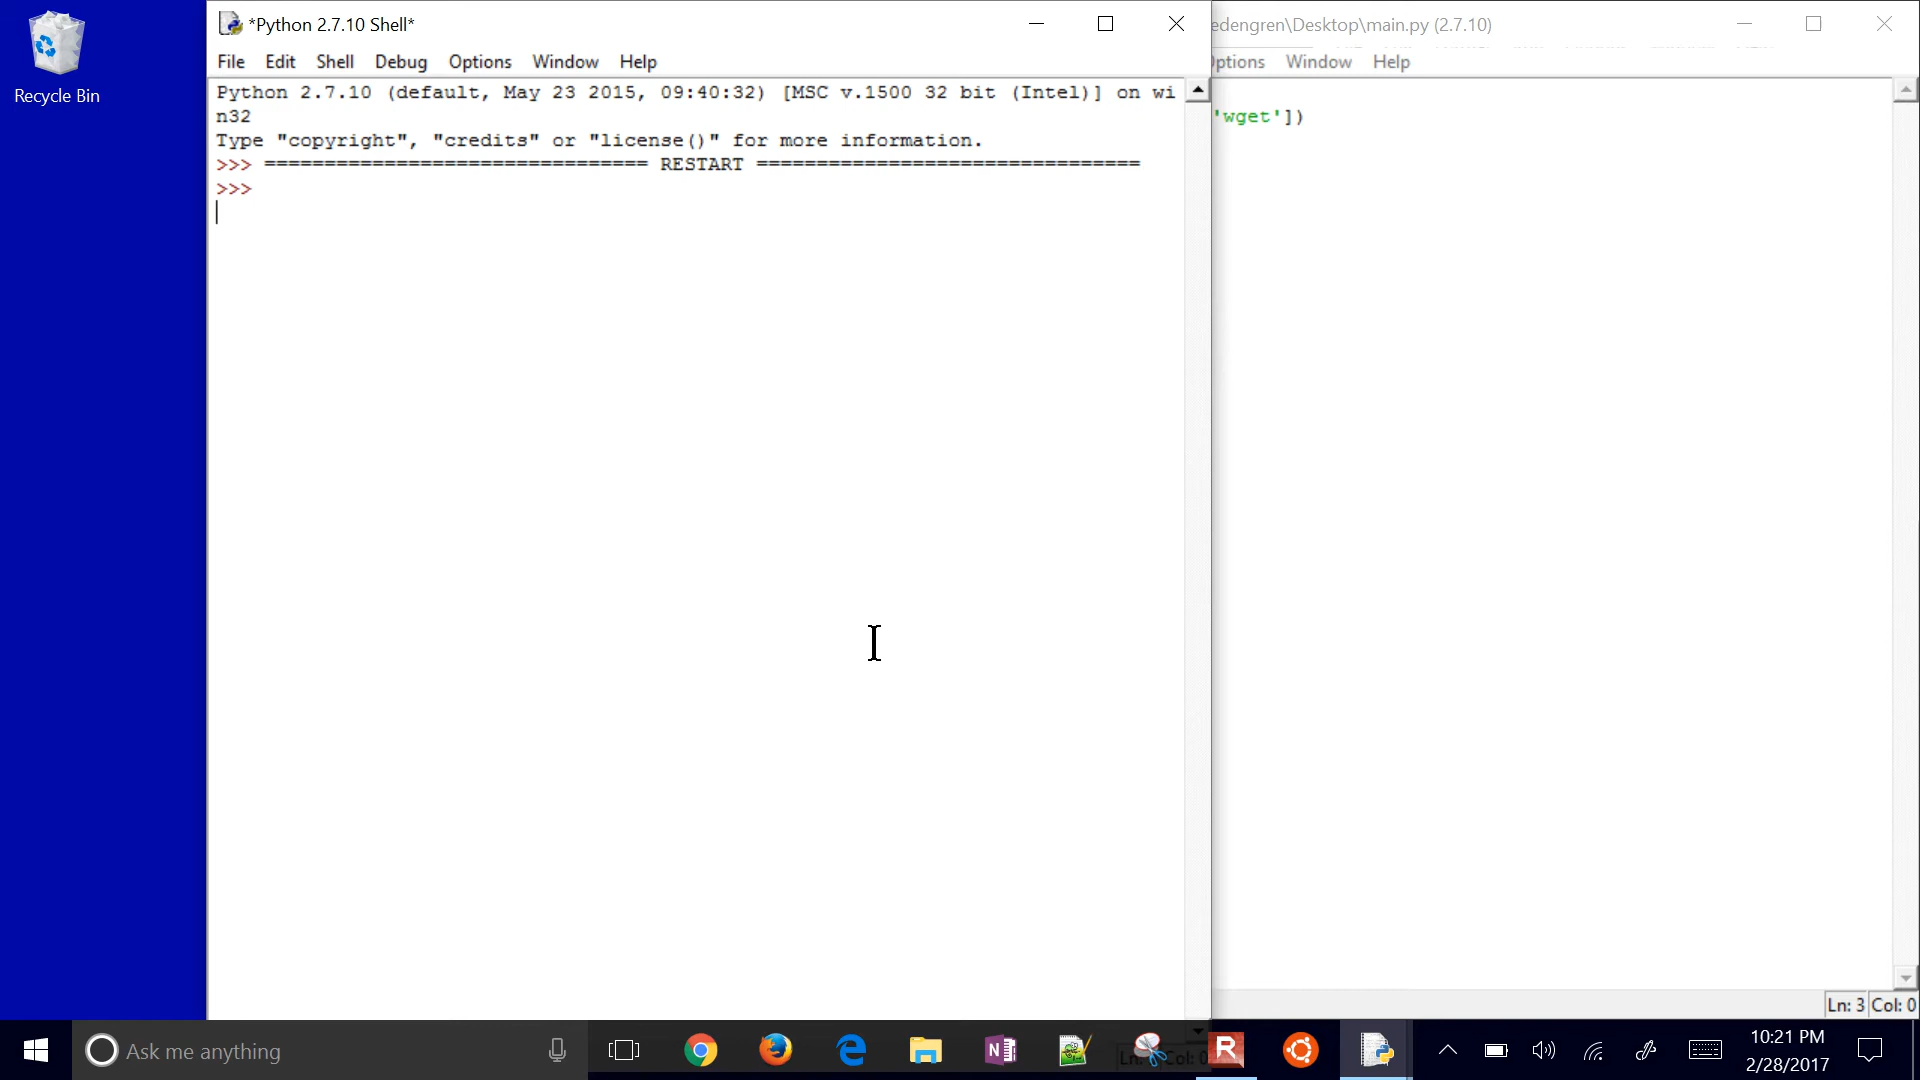 Recycle Bin
*Python 2.7.10 Shell*
File Edit Shell Debug Options Window Help
Python 2.7.10 (default, May 23 2015, 09:40:32) [MSC v.1500 32 bit (Intel)] on wi
n32
Type "copyright", "credits" or "license()" for more information.
>>> ================================ RESTART ================================
>>>
edengren\Desktop\main.py (2.7.10)
ptions Window Help
'wget'])
Ln: 3 Col: 0
Ask me anything
10:21 PM
2/28/2017